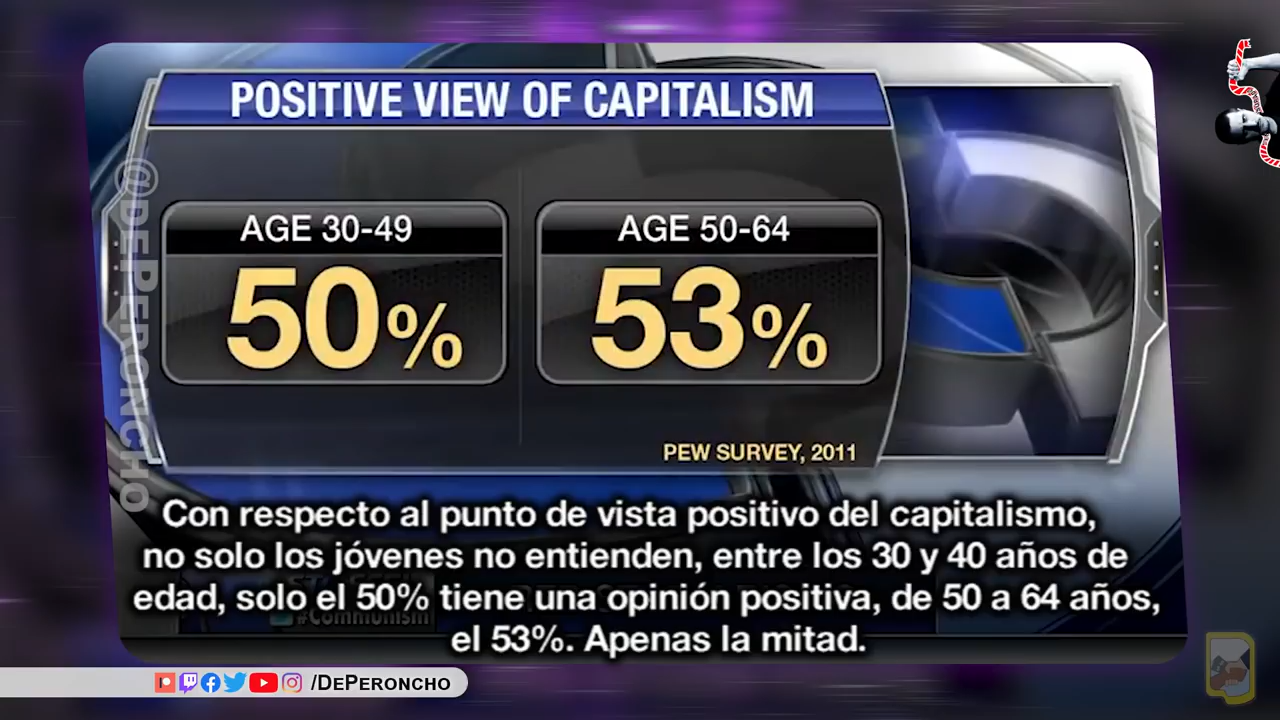 POSITIVE VIEW OF CAPITALISM
AGE 30-49
50%
AGE 50-64
53%
PEW SURVEY, 2011
@DEPERONCHO
Con respecto al punto de vista positivo del capitalismo,
no solo los jóvenes no entienden, entre los 30 y 40 años de
edad, solo el 50% tiene una opinión positiva, de 50 a 64 años,
el 53%. Apenas la mitad.
#Communism
/DEPERONCHO